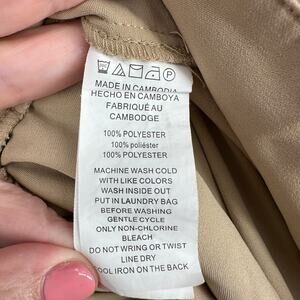 MADE IN CAMBODIA
HECHO EN CAMBOYA
FABRIQUÉ AU
CAMBODGE
100% POLYESTER
100% poliéster
100% POLYESTER
MACHINE WASH COLD
WITH LIKE COLORS
WASH INSIDE OUT
PUT IN LAUNDRY BAG
BEFORE WASHING
GENTLE CYCLE
ONLY NON-CHLORINE
BLEACH
DO NOT WRING OR TWIST
LINE DRY
OOL IRON ON THE BACK